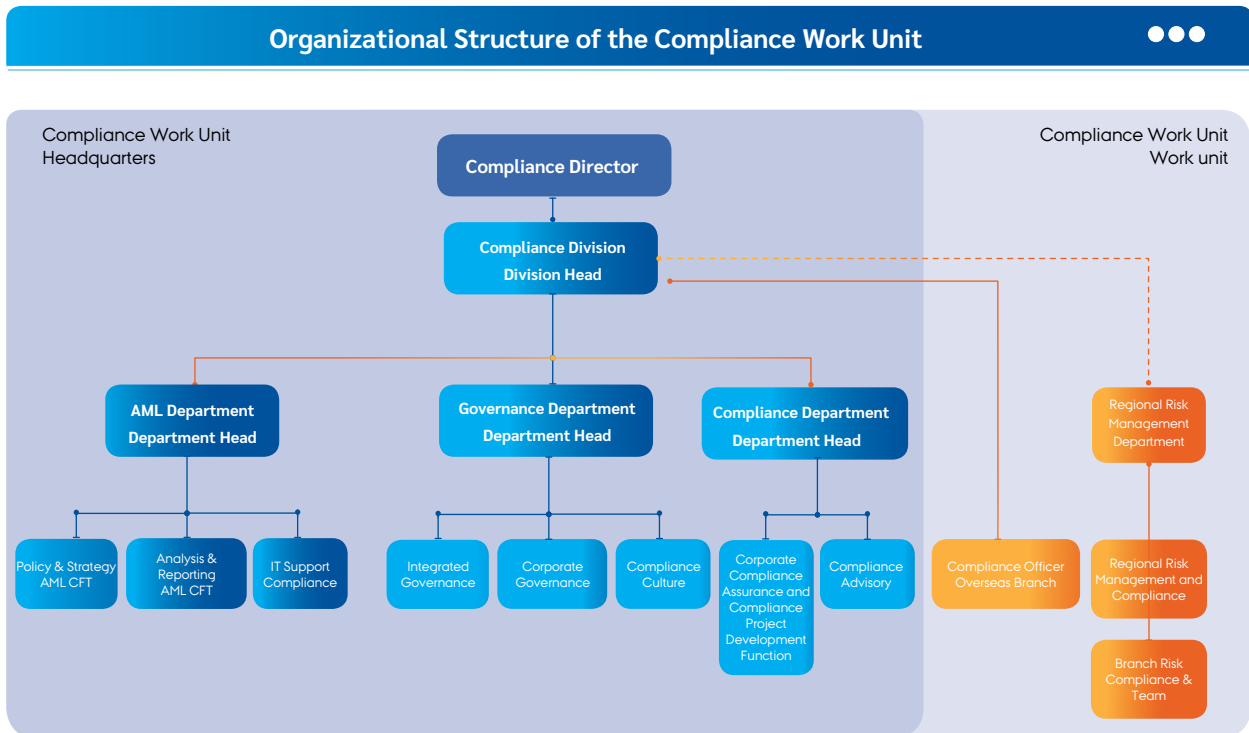 Organizational Structure of the Compliance Work Unit
Compliance Work Unit
Headquarters
Compliance Work Unit
Work unit
Compliance Director
Compliance Division
Division Head
AML Department
Department Head
Governance Department
Department Head
Compliance Department
Department Head
Regional Risk
Management
Department
Policy & Strategy
AML CFT
Analysis &
Reporting
AML CFT
IT Support
Compliance
Integrated
Governance
Corporate
Governance
Compliance
Culture
Corporate
Compliance
Assurance and
Compliance
Project
Development
Function
Compliance
Advisory
Compliance Officer
Overseas Branch
Regional Risk
Management and
Compliance
Branch Risk
Compliance &
Team